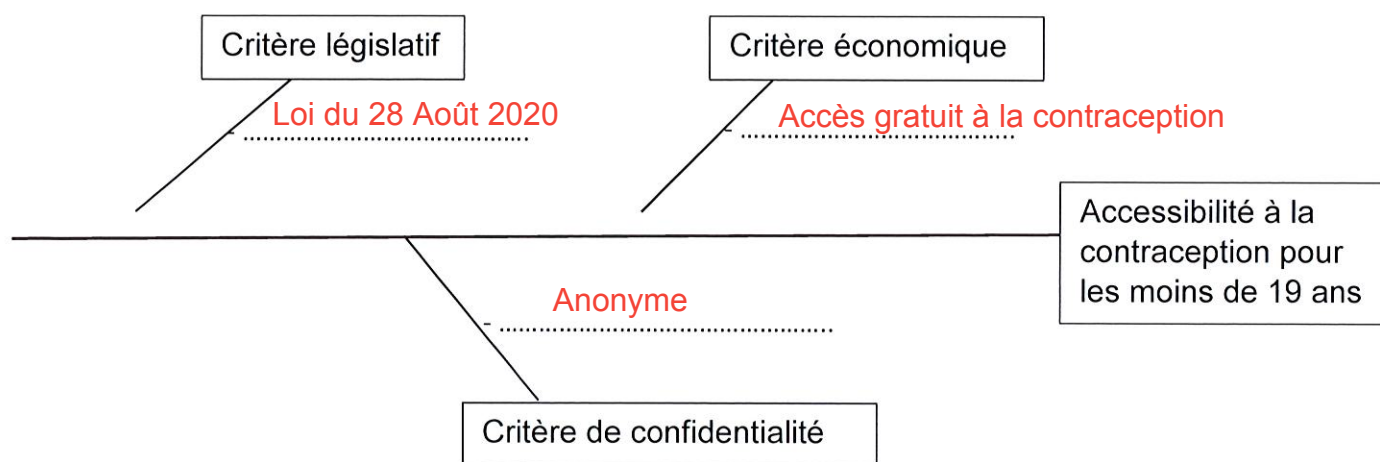 Critère législatif
Critère économique
Loi du 28 Août 2020
Accès gratuit à la contraception
Accessibilité à la
contraception pour
les moins de 19 ans
Anonyme
Critère de confidentialité